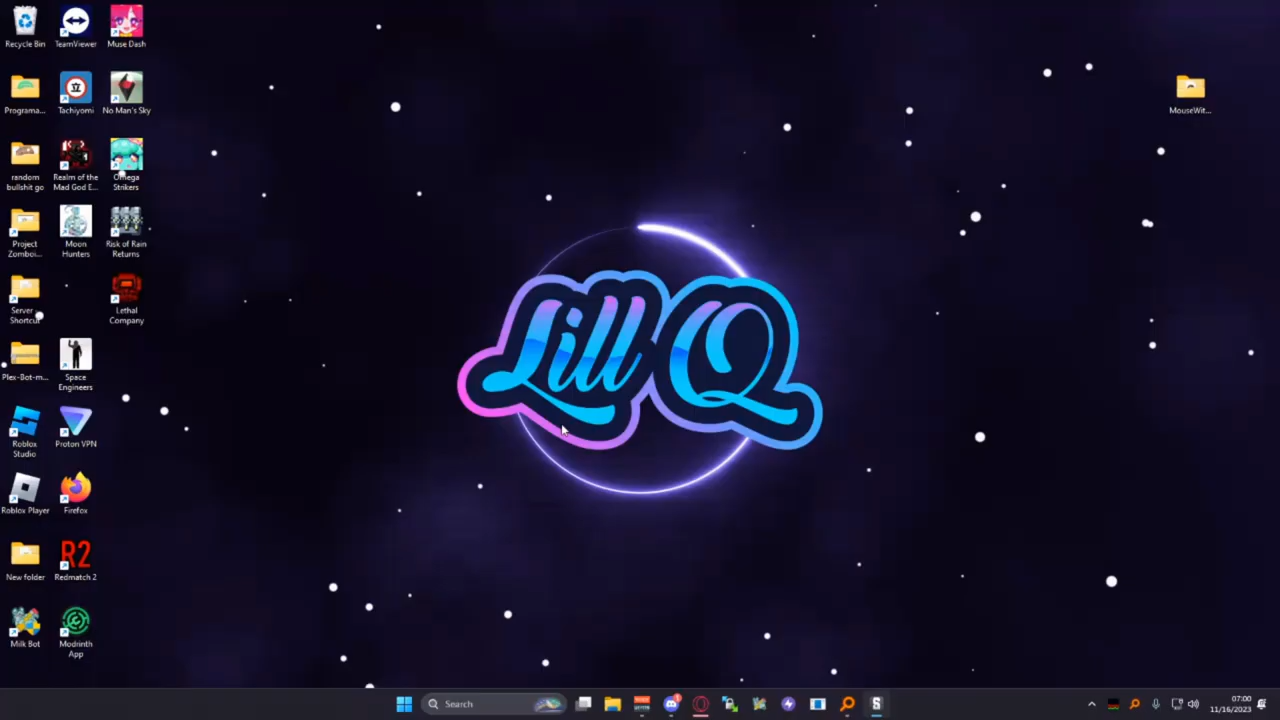 Recycle Bin
TeamViewer
Muse Dash
Programa...
Tachiyomi
No Man's Sky
MouseWit...
random
bullshit go
Realm of the
Mad God E...
Omega
Strikers
Project
Zomboi...
Moon
Hunters
Risk of Rain
Returns
Server
Shortcut
Lethal
Company
Lill Q
Plex-Bot-m...
Space
Engineers
Roblox
Studio
Proton VPN
Roblox Player
Firefox
New folder
R2
Redmatch 2
Milk Bot
Modrinth
App
Search
07:00
11/16/2023